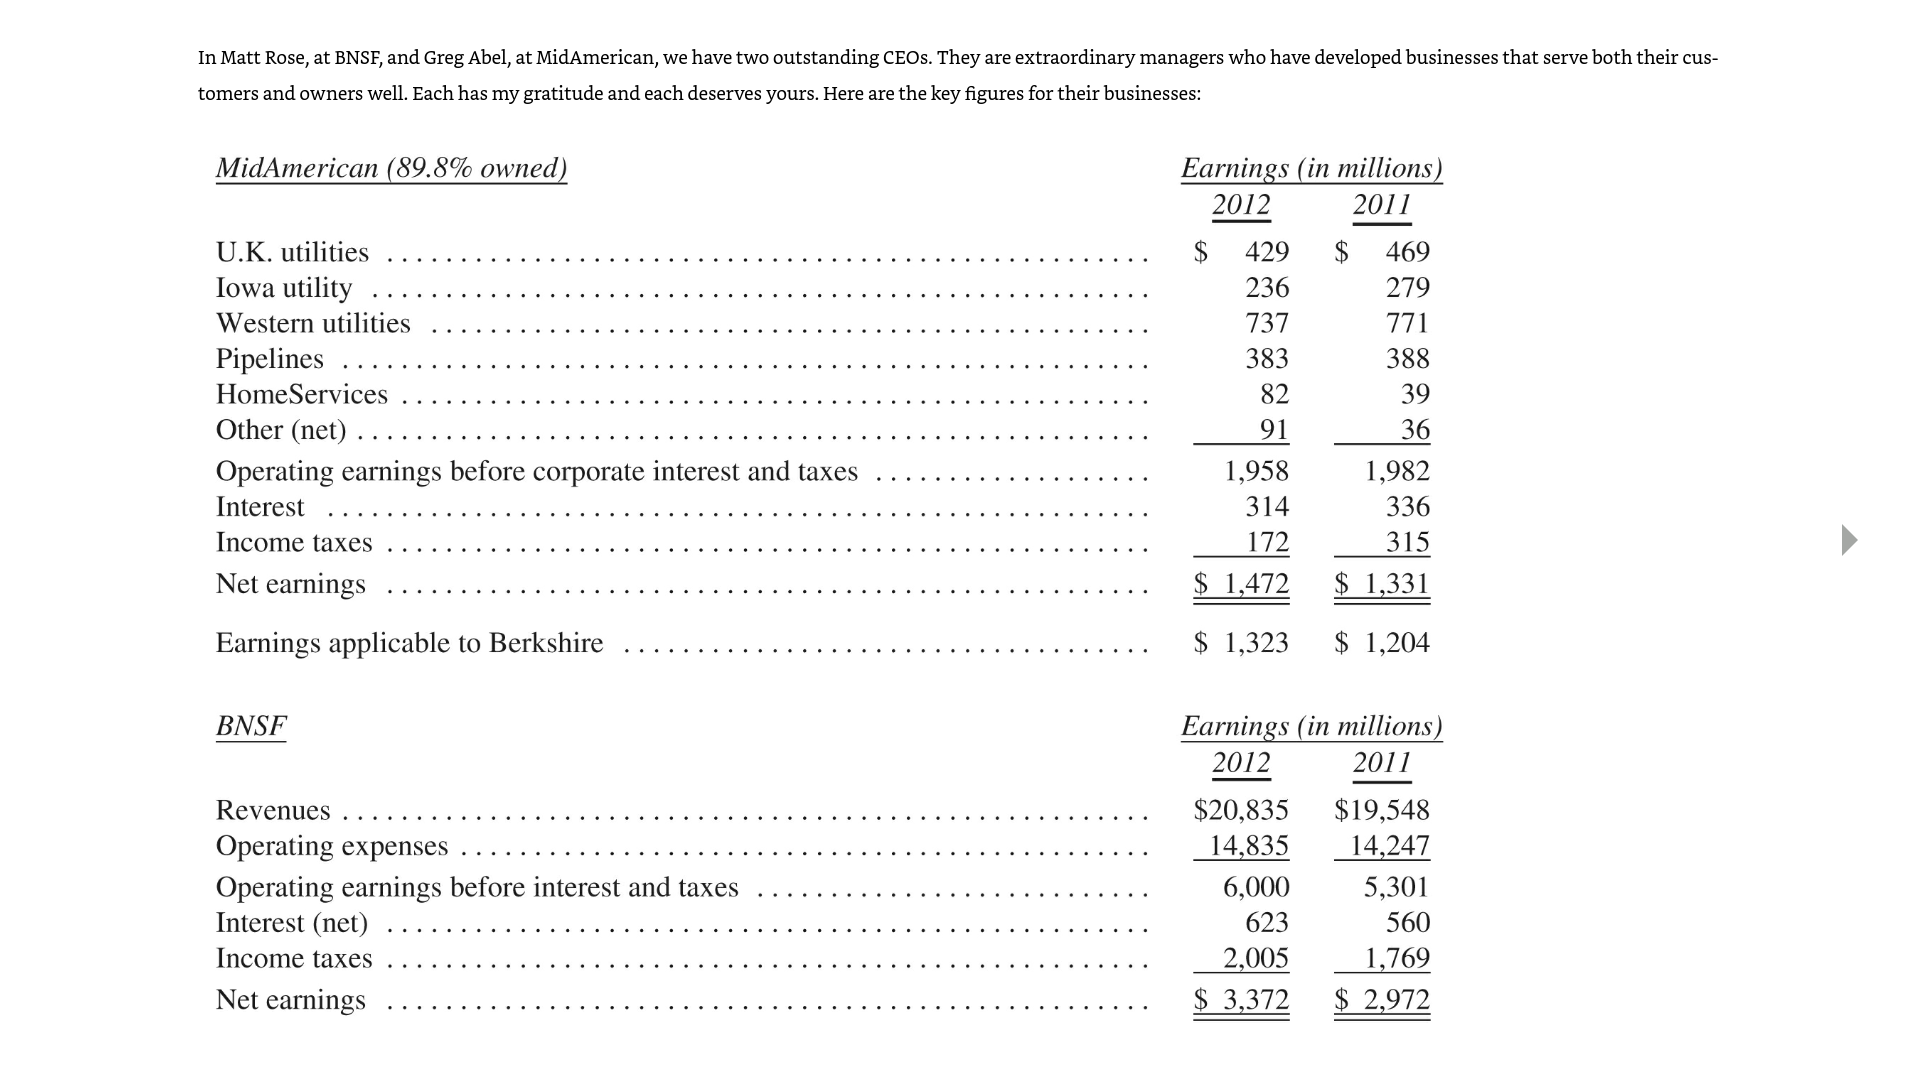 In Matt Rose, at BNSF, and Greg Abel, at MidAmerican, we have two outstanding CEOs. They are extraordinary managers who have developed businesses that serve both their cus-
tomers and owners well. Each has my gratitude and each deserves yours. Here are the key figures for their businesses:
MidAmerican (89.8% owned) Earnings (in millions)
2012 2011
U.K. utilities $ 429 $ 469
Iowa utility 236 279
Western utilities 737 771
Pipelines 383 388
HomeServices 82 39
Other (net) 91 36
Operating earnings before corporate interest and taxes 1,958 1,982
Interest 314 336
Income taxes 172 315
Net earnings $ 1,472 $ 1,331
Earnings applicable to Berkshire $ 1,323 $ 1,204
BNSF Earnings (in millions)
2012 2011
Revenues $20,835 $19,548
Operating expenses 14,835 14,247
Operating earnings before interest and taxes 6,000 5,301
Interest (net) 623 560
Income taxes 2,005 1,769
Net earnings $ 3,372 $ 2,972